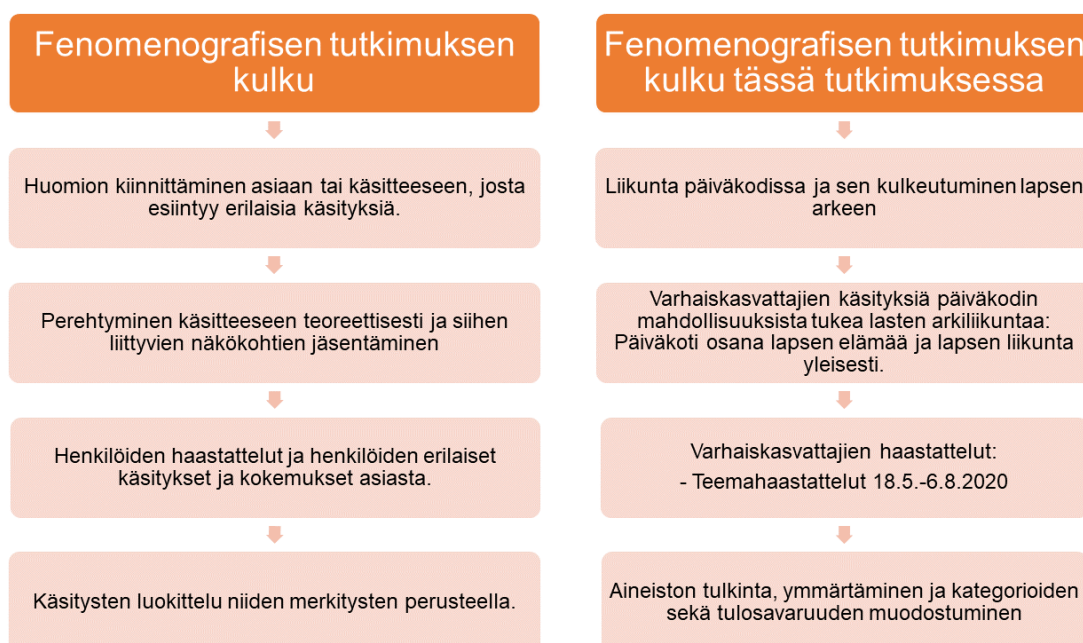 Fenomenografisen tutkimuksen
kulku
Huomion kiinnittäminen asiaan tai käsitteeseen, josta
esiintyy erilaisia käsityksiä.
Perehtyminen käsitteeseen teoreettisesti ja siihen
liittyvien näkökohtien jäsentäminen
Henkilöiden haastattelut ja henkilöiden erilaiset
käsitykset ja kokemukset asiasta.
Käsitysten luokittelu niiden merkitysten perusteella.
Fenomenografisen tutkimuksen
kulku tässä tutkimuksessa
Liikunta päiväkodissa ja sen kulkeutuminen lapsen
arkeen
Varhaiskasvattajien käsityksiä päiväkodin
mahdollisuuksista tukea lasten arkiliikuntaa:
Päiväkoti osana lapsen elämää ja lapsen liikunta
yleisesti.
Varhaiskasvattajien haastattelut:
- Teemahaastattelut 18.5.-6.8.2020
Aineiston tulkinta, ymmärtäminen ja kategorioiden
sekä tulosavaruuden muodostuminen